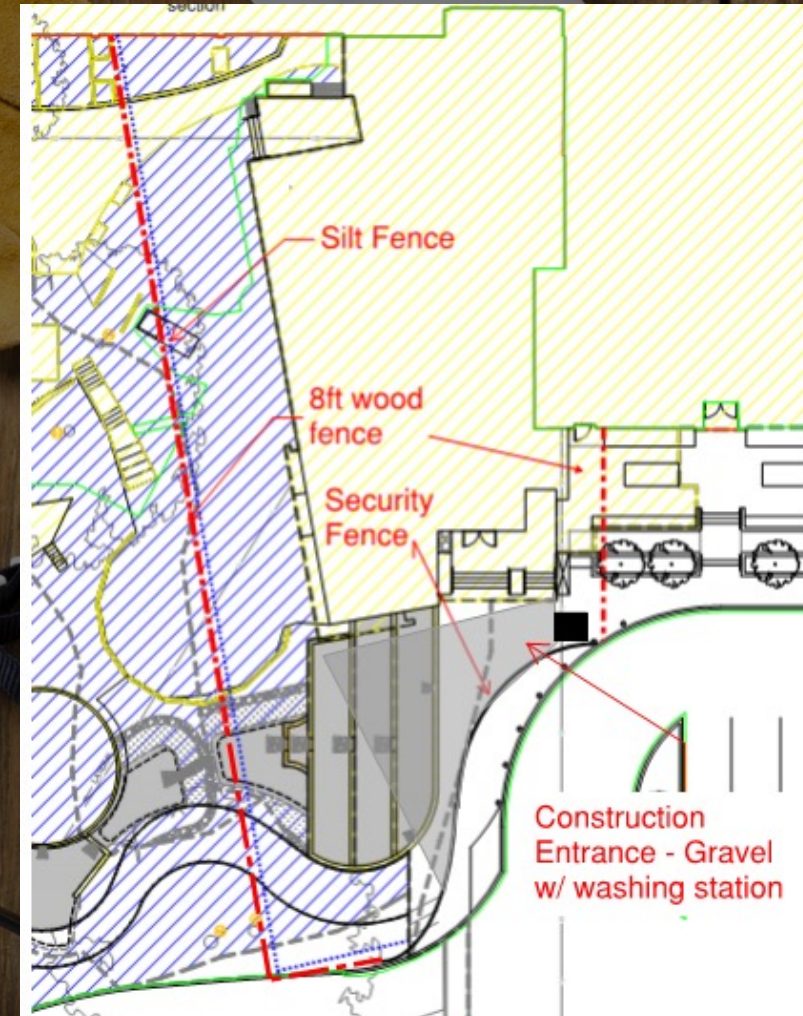 section
Silt Fence
8ft wood
fence
Security
Fence
Construction
Entrance - Gravel
w/ washing station